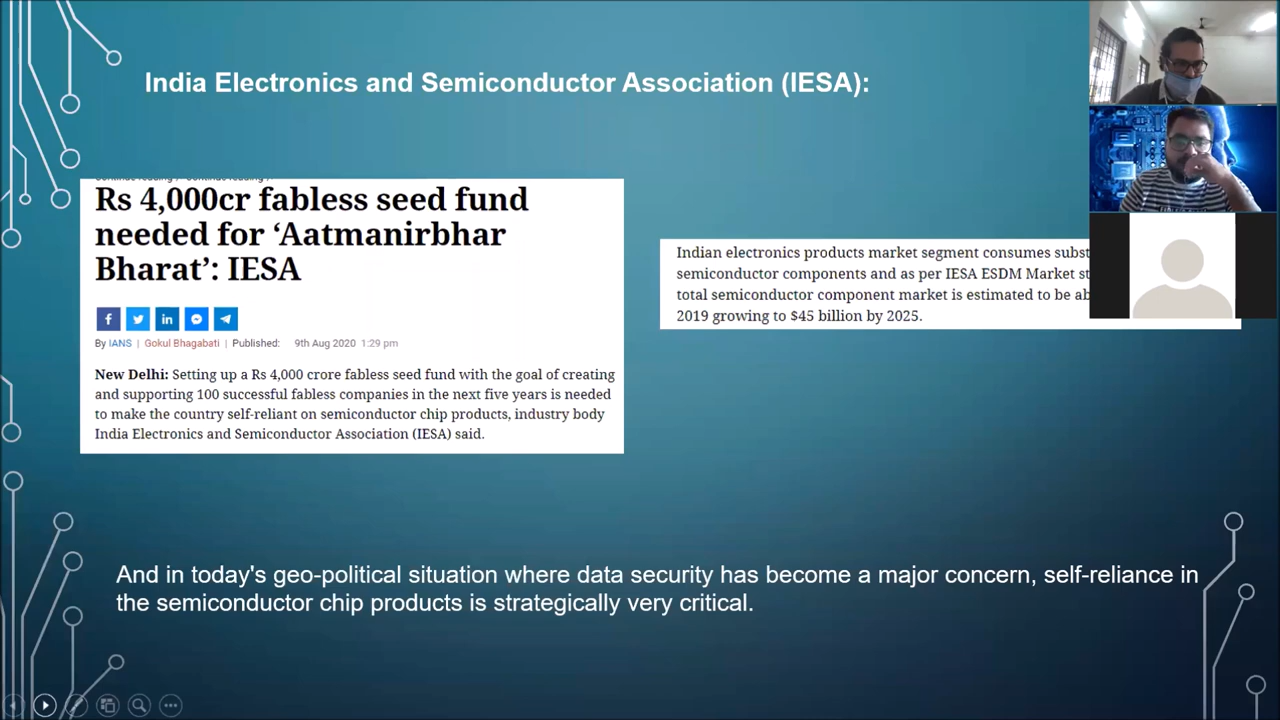 India Electronics and Semiconductor Association (IESA):
Rs 4,000cr fabless seed fund
needed for ‘Aatmanirbhar
Bharat’: IESA
By IANS | Gokul Bhagabati | Published: 9th Aug 2020 1:29 pm
New Delhi: Setting up a Rs 4,000 crore fabless seed fund with the goal of creating
and supporting 100 successful fabless companies in the next five years is needed
to make the country self-reliant on semiconductor chip products, industry body
India Electronics and Semiconductor Association (IESA) said.
Indian electronics products market segment consumes
semiconductor components and as per IESA ESDM Market
total semiconductor component market is estimated to be
2019 growing to $45 billion by 2025.
And in today's geo-political situation where data security has become a major concern, self-reliance in
the semiconductor chip products is strategically very critical.